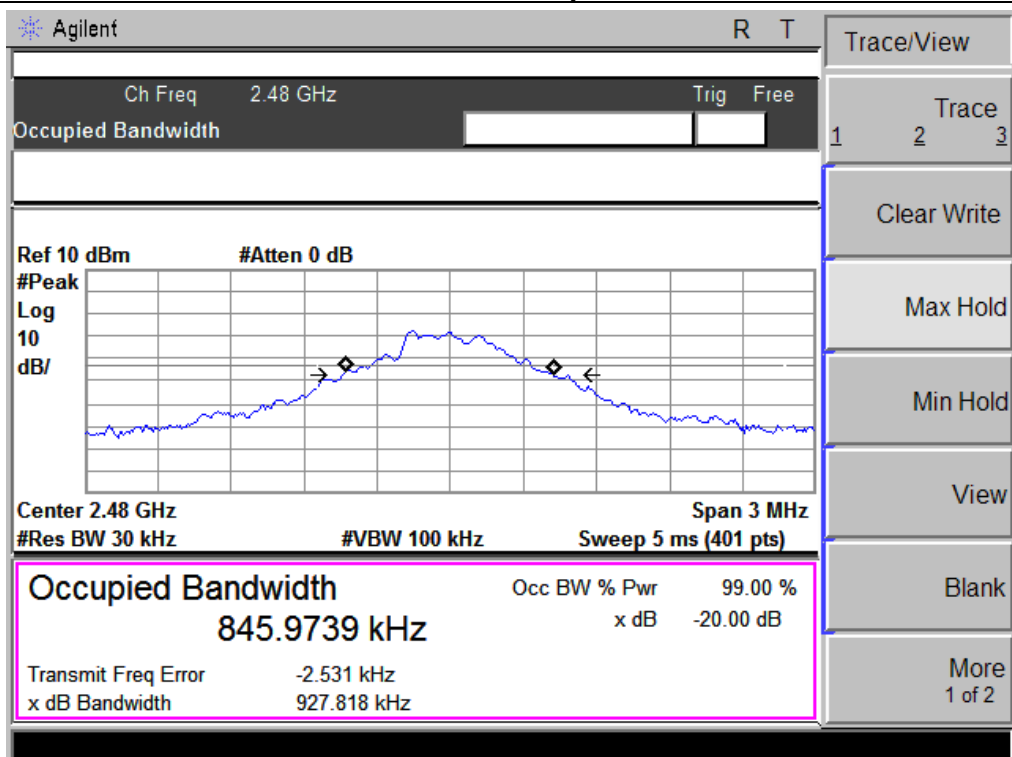 Agilent R T
Ch Freq 2.48 GHz Trig Free
Occupied Bandwidth
Ref 10 dBm #Atten 0 dB
#Peak
Log
10
dB/
Center 2.48 GHz Span 3 MHz
#Res BW 30 kHz #VBW 100 kHz Sweep 5 ms (401 pts)
Occupied Bandwidth Occ BW % Pwr 99.00 %
845.9739 kHz x dB -20.00 dB
Transmit Freq Error -2.531 kHz
x dB Bandwidth 927.818 kHz
Trace/View
Trace
1 2 3
Clear Write
Max Hold
Min Hold
View
Blank
More
1 of 2